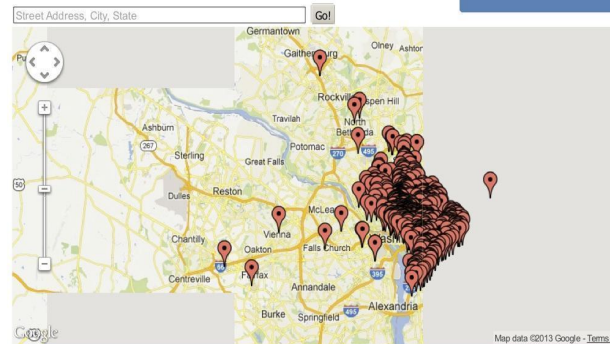 Street Address, City, State
Go!
Germantown
Olney
Ashton
Gaithersburg
Rockville
Aspen Hill
North
Bethesda
Travilah
Ashburn
267
Potomac
270
495
Sterling
Great Falls
50
Dulles
Reston
McLean
Vienna
Chantilly
Oakton
Falls Church
66
Fairfax
395
Centreville
Annandale
Alexandria
495
Burke
Springfield
Google
Map data ©2013 Google - Terms